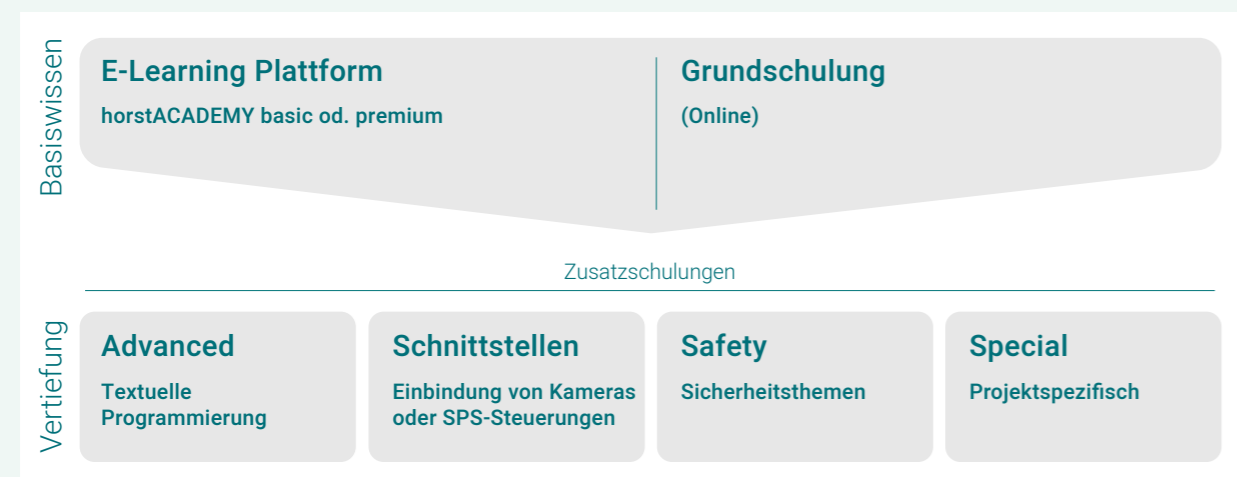 Basiswissen
E-Learning Plattform
horstACADEMY basic od. premium
Grundschulung
(Online)
Zusatzschulungen
Vertiefung
Advanced
Textuelle
Programmierung
Schnittstellen
Einbindung von Kameras
oder SPS-Steuerungen
Safety
Sicherheitsthemen
Special
Projektspezifisch